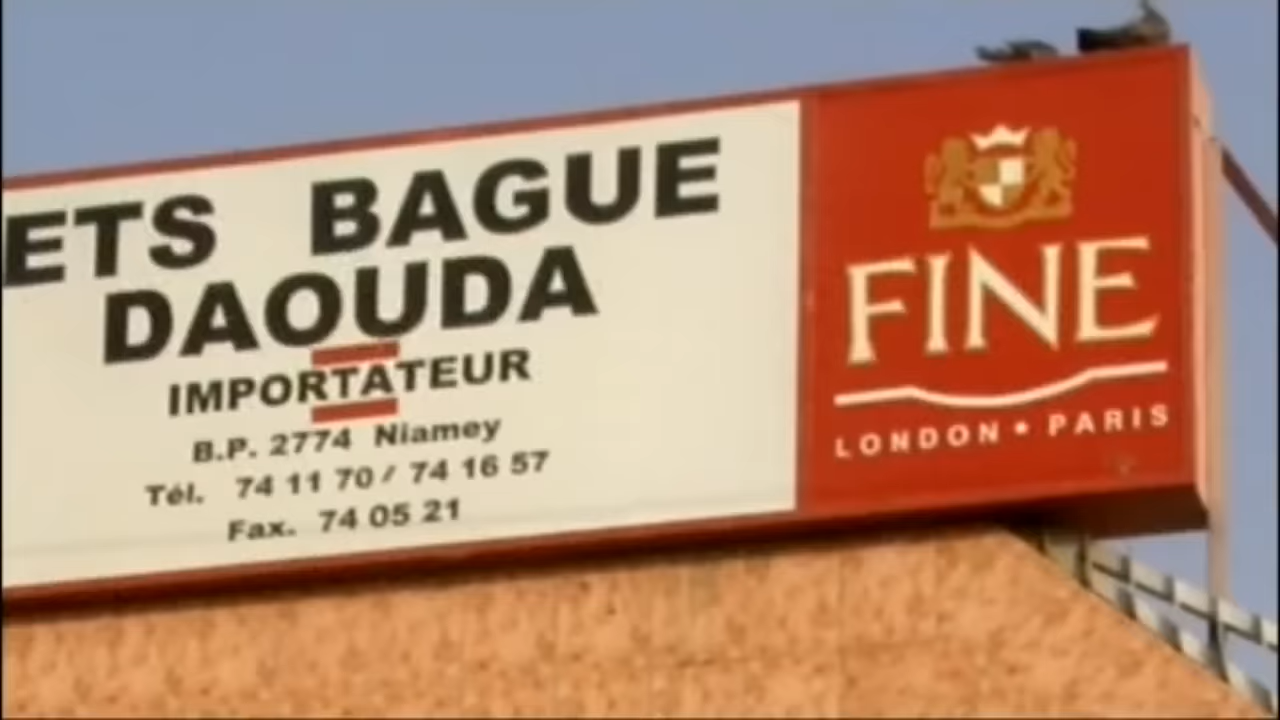 ETS BAGUE
DAOUDA
IMPORTATEUR
B.P. 2774 Niamey
Tél. 74 11 70 / 74 16 57
Fax. 74 05 21
FINE
LONDON • PARIS